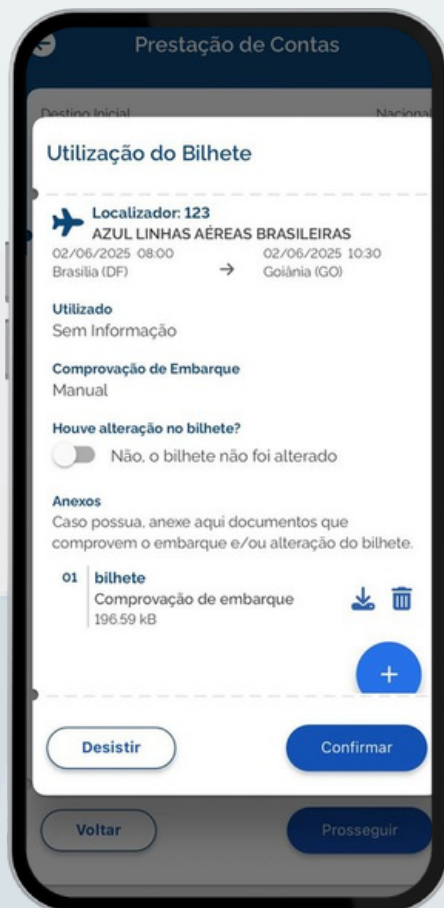 Prestação de Contas
Destino Inicial
Nacional
Utilização do Bilhete
Localizador: 123
AZUL LINHAS AÉREAS BRASILEIRAS
02/06/2025 08:00
02/06/2025 10:30
Brasília (DF)
→
Goiânia (GO)
Utilizado
Sem Informação
Comprovação de Embarque
Manual
Houve alteração no bilhete?
Não, o bilhete não foi alterado
Anexos
Caso possua, anexe aqui documentos que
comprovem o embarque e/ou alteração do bilhete.
01 bilhete
Comprovação de embarque
196.59 kB
+
Desistir
Confirmar
Voltar
Prosseguir